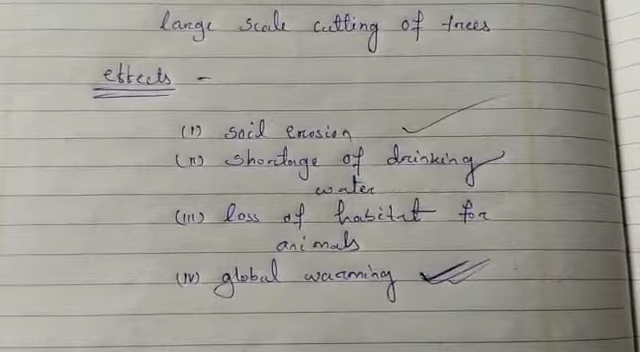 large scale cutting of trees
effects -
(i) soil erosion
(ii) shortage of drinking
water
(iii) loss of habitat for
animals
(iv) global warming